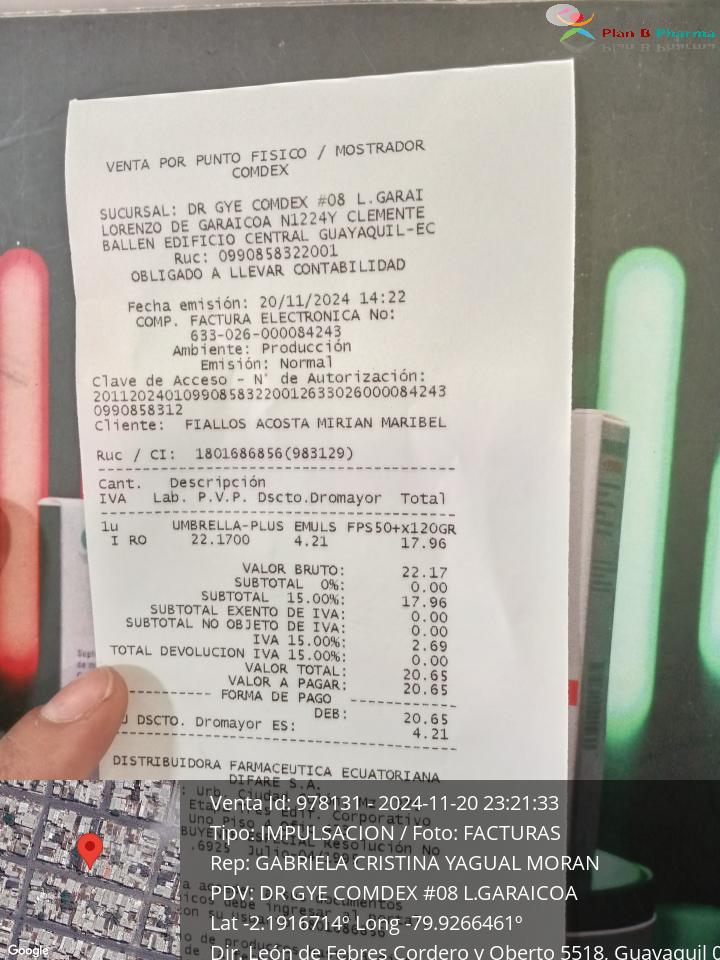 Plan B Pharma
VENTA POR PUNTO FISICO / MOSTRADOR
COMDEX
SUCURSAL: DR GYE COMDEX #08 L.GARAI
LORENZO DE GARAICOA N1224Y CLEMENTE
BALLEN EDIFICIO CENTRAL GUAYAQUIL-EC
Ruc: 0990858322001
OBLIGADO A LLEVAR CONTABILIDAD
Fecha emisión: 20/11/2024 14:22
COMP. FACTURA ELECTRONICA No:
633-026-000084243
Ambiente: Producción
Emisión: Normal
Clave de Acceso - N° de Autorización:
201120240109908583220012633026000084243
0990858312
Cliente: FIALLOS ACOSTA MIRIAN MARIBEL
Ruc / CI: 1801686856(983129)
Cant. Descripción
IVA Lab. P.V.P. Dscto.Dromayor Total
1u UMBRELLA-PLUS EMULS FPS50+x120GR
I RO 22.1700 4.21 17.96
VALOR BRUTO: 22.17
SUBTOTAL 0%: 0.00
SUBTOTAL 15.00%: 17.96
SUBTOTAL EXENTO DE IVA: 0.00
SUBTOTAL NO OBJETO DE IVA: 0.00
IVA 15.00%: 2.69
TOTAL DEVOLUCION IVA 15.00%: 0.00
VALOR TOTAL: 20.65
VALOR A PAGAR: 20.65
FORMA DE PAGO
DEB: 20.65
DSCTO. Dromayor ES: 4.21
DISTRIBUIDORA FARMACEUTICA ECUATORIANA
DIFARE S.A.
Venta Id: 978131 - 2024-11-20 23:21:33
Tipo: IMPULSACION / Foto: FACTURAS
Rep: GABRIELA CRISTINA YAGUAL MORAN
PDV: DR GYE COMDEX #08 L.GARAICOA
Lat -2.1916714º Long -79.9266461º
Dir. León de Febres Cordero y Oberto 5518, Guayaquil
Google